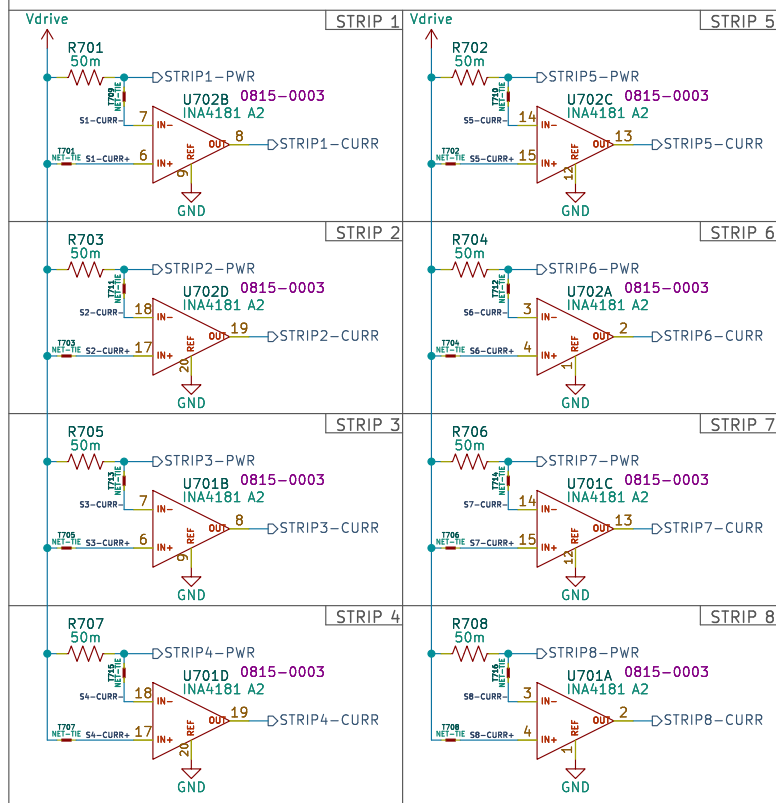 Vdrive
STRIP 1
R701
50m
STRIP1-PWR
T709
NET-TIE
U702B 0815-0003
INA4181 A2
S1-CURR-
7 IN-
8 OUT
STRIP1-CURR
T701
NET-TIE
S1-CURR+
6 IN+
REF
9
GND
Vdrive
STRIP 5
R702
50m
STRIP5-PWR
T710
NET-TIE
U702C 0815-0003
INA4181 A2
S5-CURR-
14 IN-
13 OUT
STRIP5-CURR
T702
NET-TIE
S5-CURR+
15 IN+
REF
12
GND
STRIP 2
R703
50m
STRIP2-PWR
T711
NET-TIE
U702D 0815-0003
INA4181 A2
S2-CURR-
18 IN-
19 OUT
STRIP2-CURR
T703
NET-TIE
S2-CURR+
17 IN+
REF
20
GND
STRIP 6
R704
50m
STRIP6-PWR
T712
NET-TIE
U702A 0815-0003
INA4181 A2
S6-CURR-
3 IN-
2 OUT
STRIP6-CURR
T704
NET-TIE
S6-CURR+
4 IN+
REF
1
GND
STRIP 3
R705
50m
STRIP3-PWR
T713
NET-TIE
U701B 0815-0003
INA4181 A2
S3-CURR-
7 IN-
8 OUT
STRIP3-CURR
T705
NET-TIE
S3-CURR+
6 IN+
REF
9
GND
STRIP 7
R706
50m
STRIP7-PWR
T714
NET-TIE
U701C 0815-0003
INA4181 A2
S7-CURR-
14 IN-
13 OUT
STRIP7-CURR
T706
NET-TIE
S7-CURR+
15 IN+
REF
12
GND
STRIP 4
R707
50m
STRIP4-PWR
T715
NET-TIE
U701D 0815-0003
INA4181 A2
S4-CURR-
18 IN-
19 OUT
STRIP4-CURR
T707
NET-TIE
S4-CURR+
17 IN+
REF
20
GND
STRIP 8
R708
50m
STRIP8-PWR
T716
NET-TIE
U701A 0815-0003
INA4181 A2
S8-CURR-
3 IN-
2 OUT
STRIP8-CURR
T708
NET-TIE
S8-CURR+
4 IN+
REF
1
GND